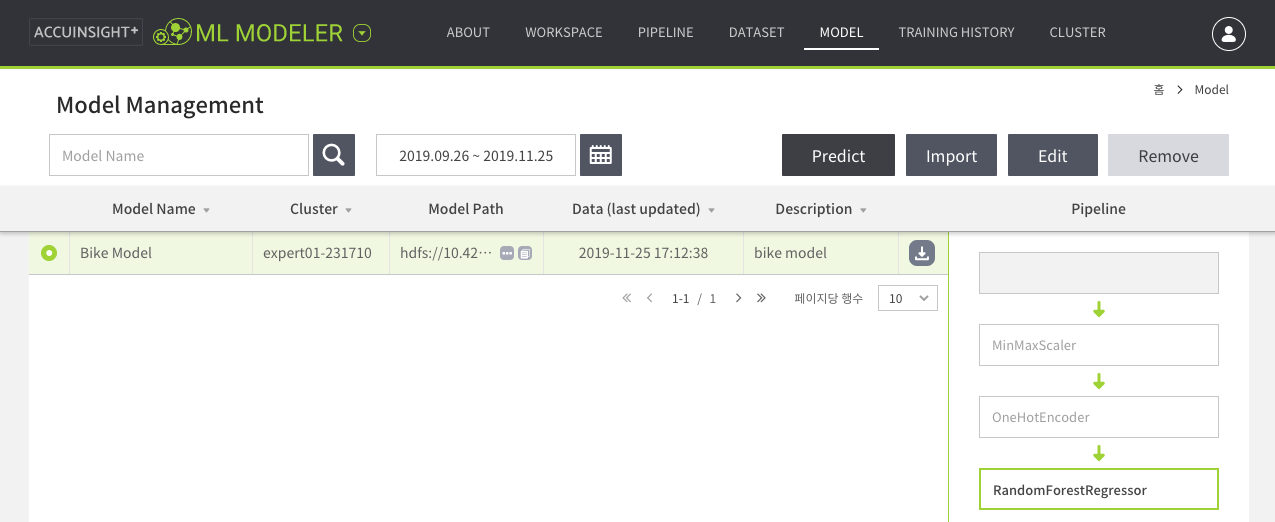 ACCUINSIGHT+ ML MODELER ABOUT WORKSPACE PIPELINE DATASET MODEL TRAINING HISTORY CLUSTER
홈 > Model
Model Management
Model Name 2019.09.26 ~ 2019.11.25 Predict Import Edit Remove
Model Name Cluster Model Path Data (last updated) Description Pipeline
Bike Model expert01-231710 hdfs://10.42··· 2019-11-25 17:12:38 bike model
1-1 / 1 페이지당 행수 10
MinMaxScaler
OneHotEncoder
RandomForestRegressor